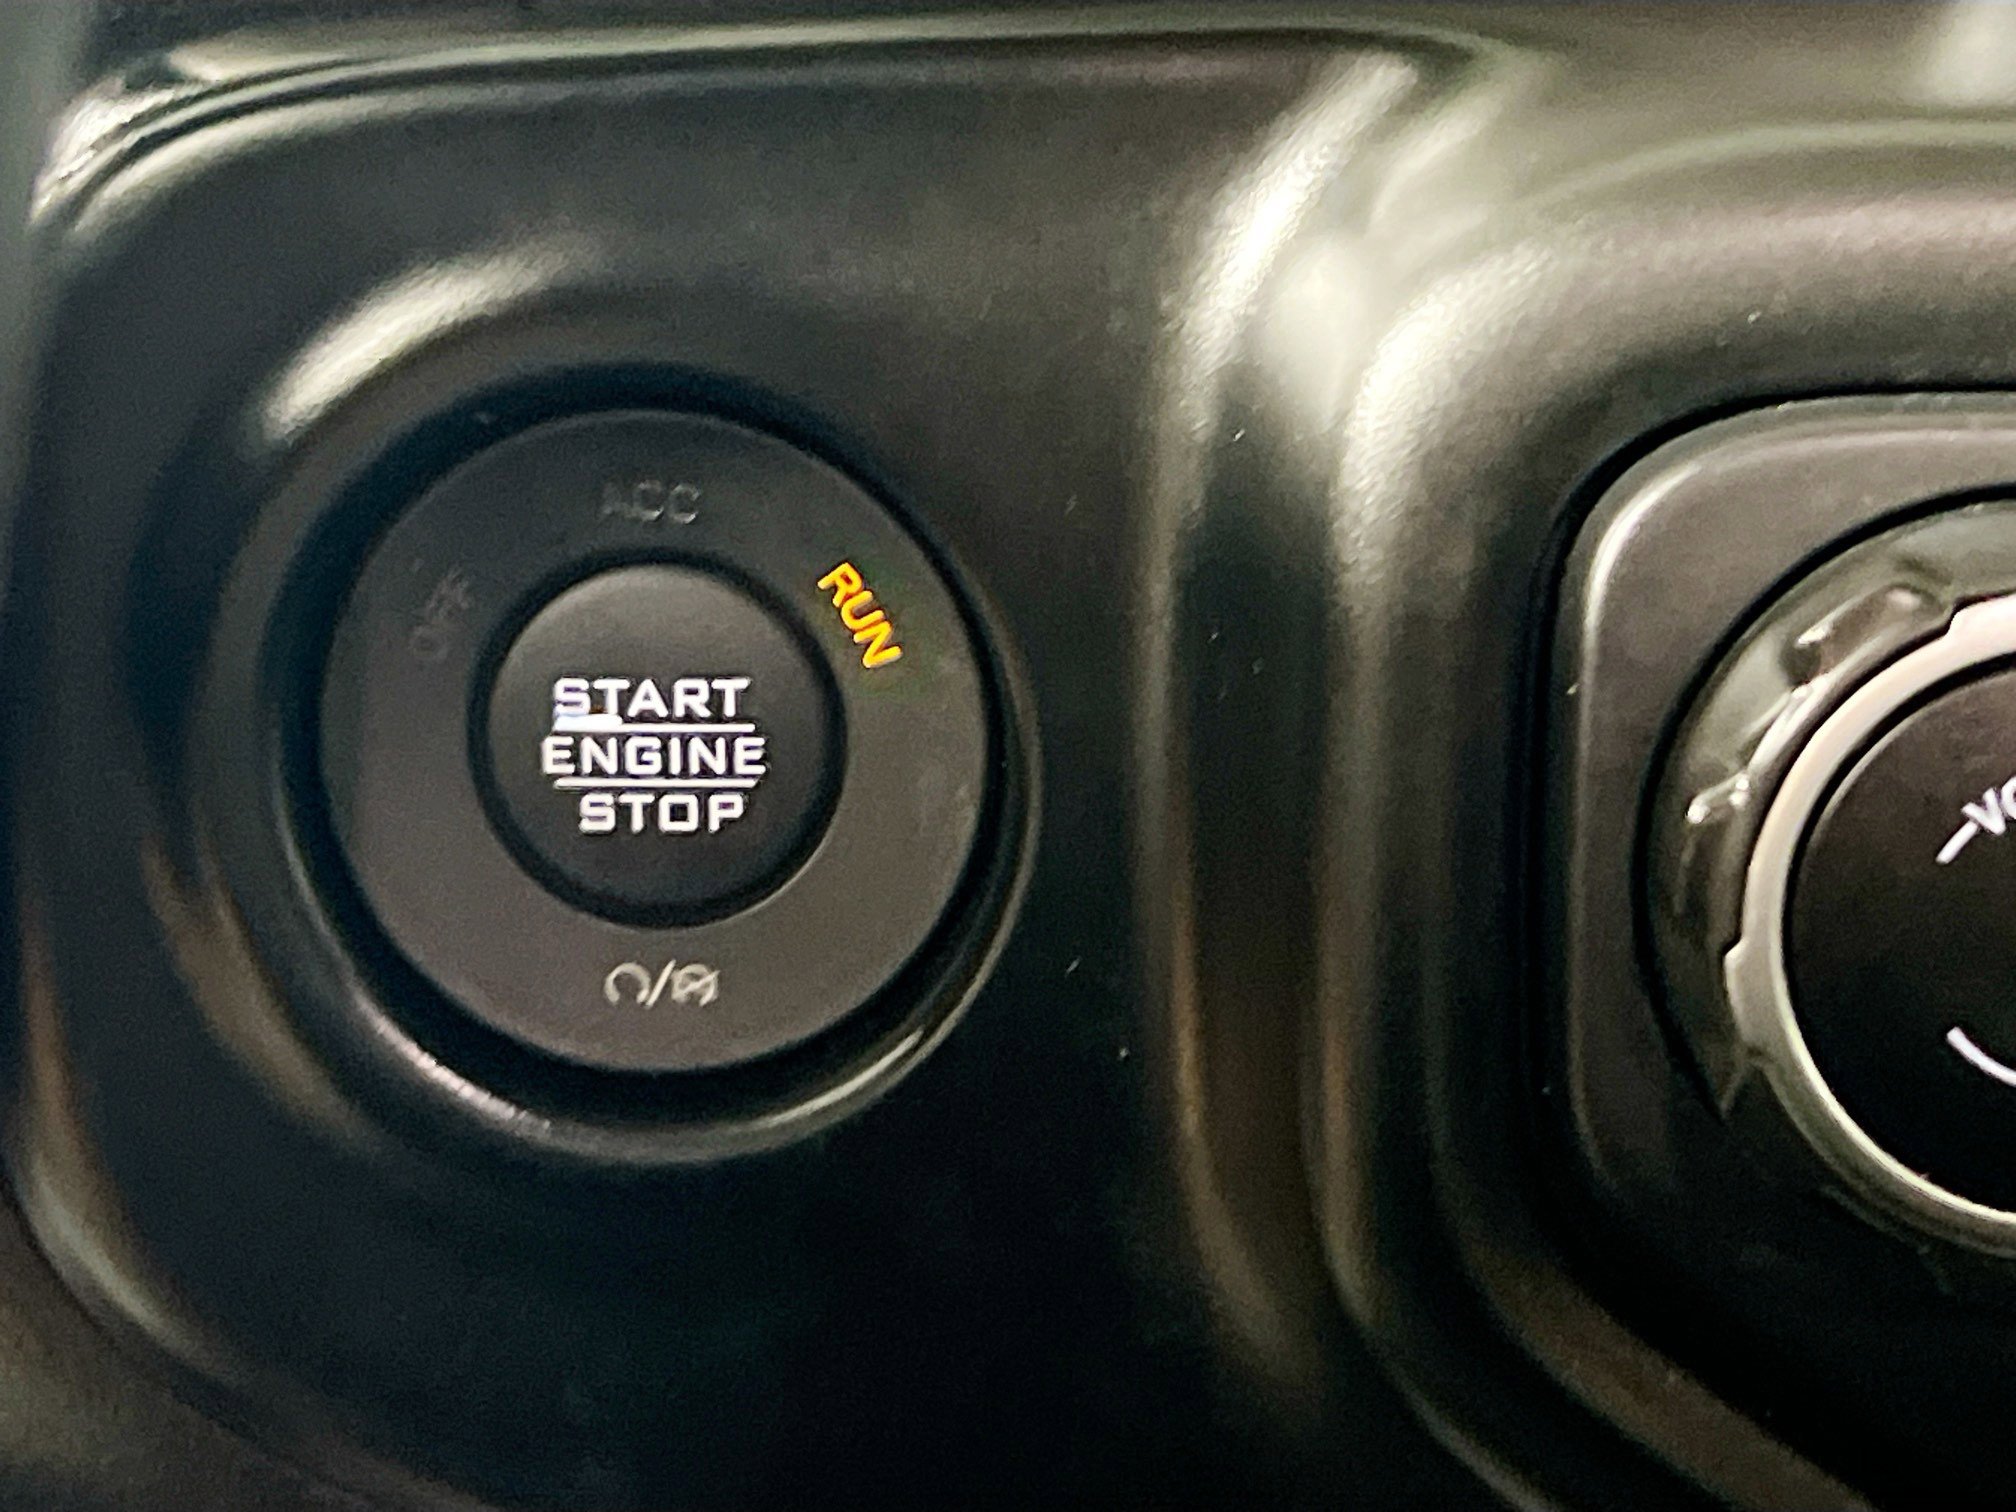 ACC
OFF
RUN
START
ENGINE
STOP